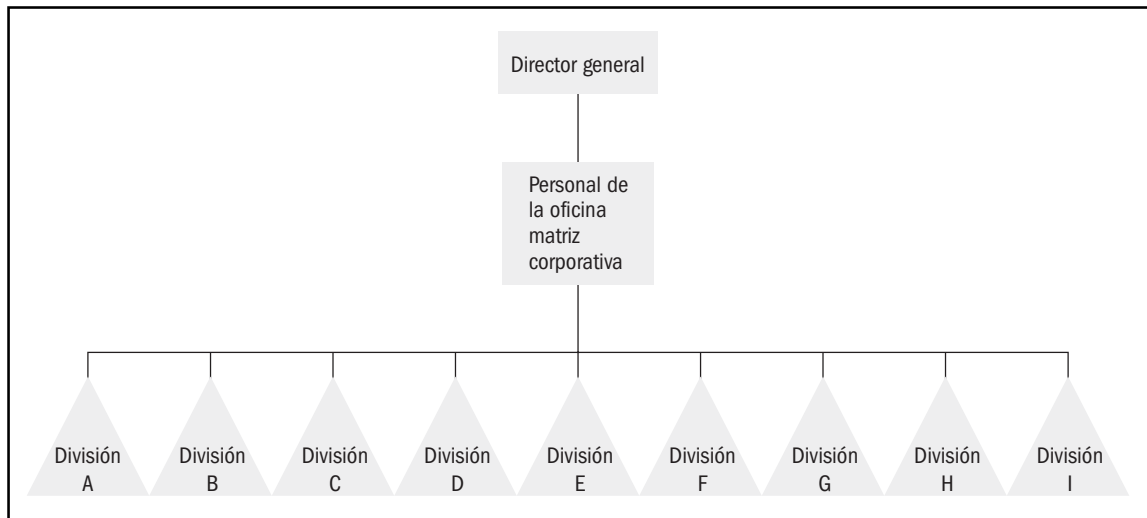 Director general
Personal de
la oficina
matriz
corporativa
División
A
División
B
División
C
División
D
División
E
División
F
División
G
División
H
División
I